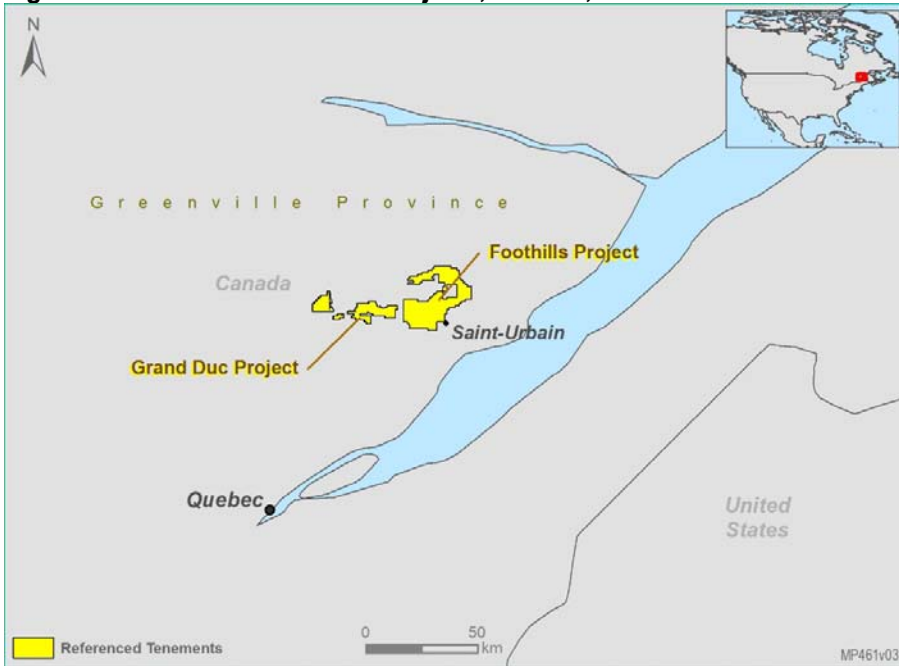 N
Greenville Province
Foothills Project
Canada
Saint-Urbain
Grand Duc Project
Quebec
United
States
Referenced Tenements
0 50
km
MP461v03